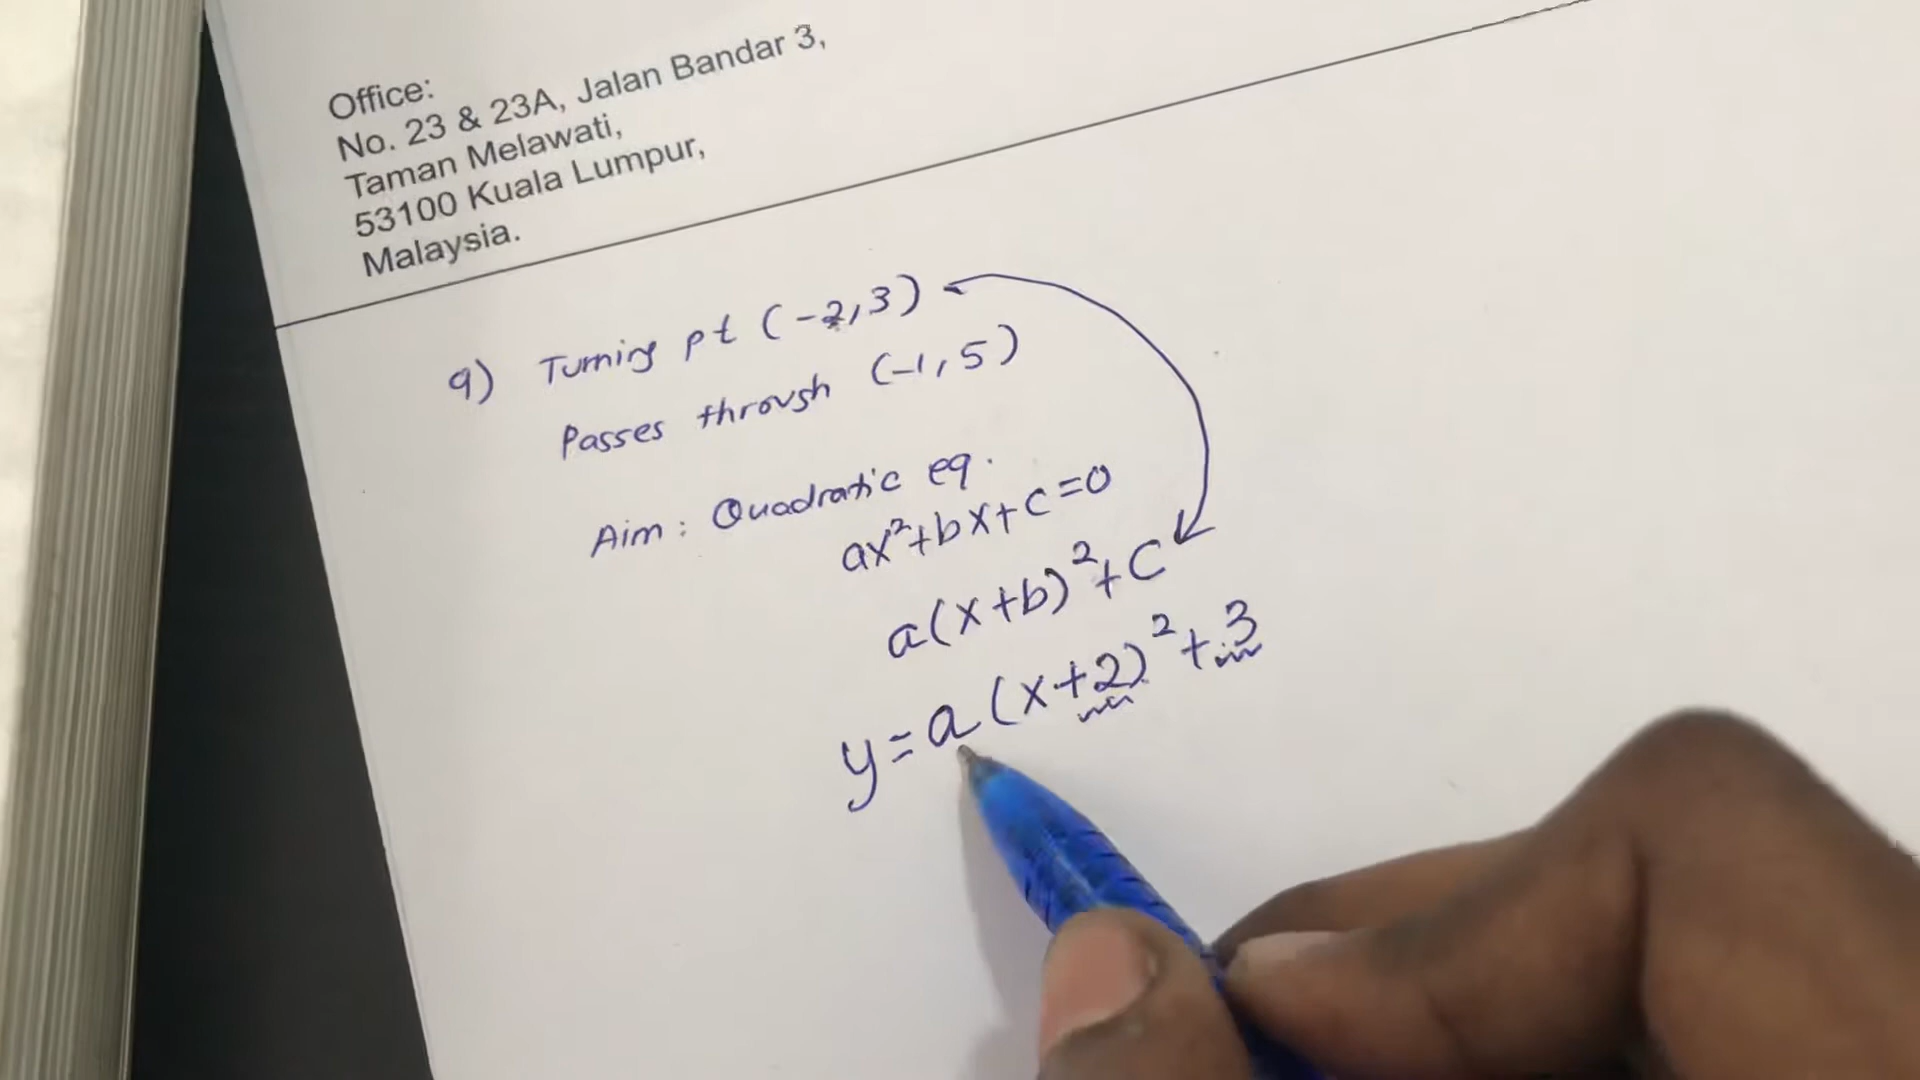 Office:
No. 23 & 23A, Jalan Bandar 3,
Taman Melawati,
53100 Kuala Lumpur,
Malaysia.
9) Turning pt (-2,3)
Passes through (-1,5)
Aim: Quadratic eq.
ax²+bx+c=0
a(x+b)²+c
y=a(x+2)²+3